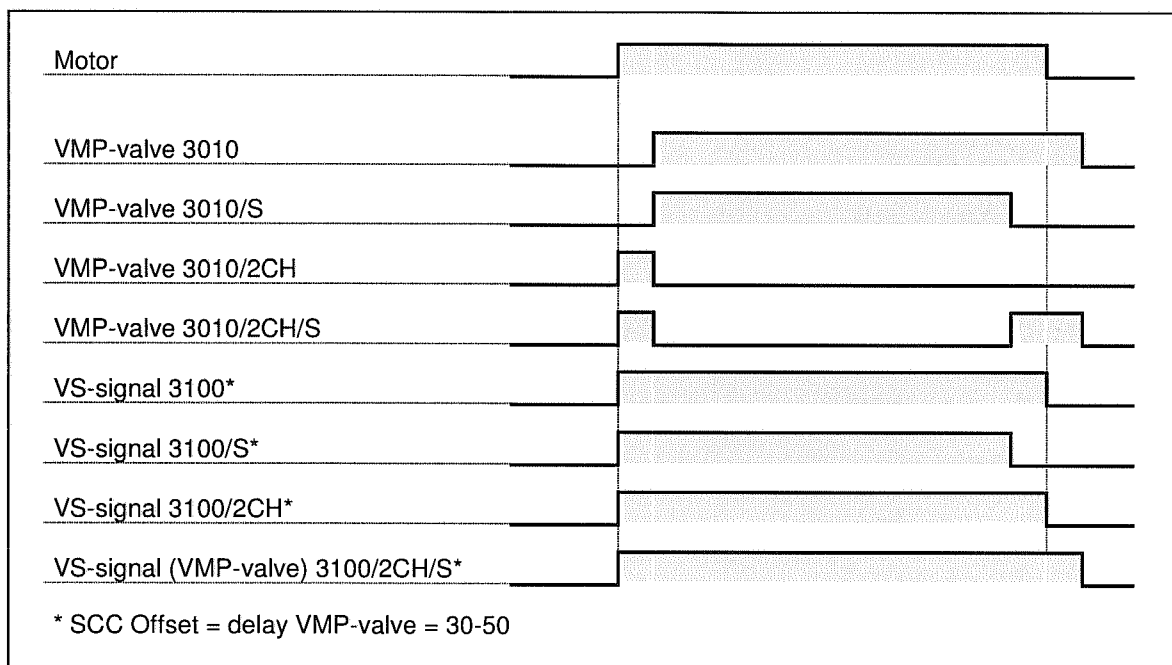 Motor
VMP-valve 3010
VMP-valve 3010/S
VMP-valve 3010/2CH
VMP-valve 3010/2CH/S
VS-signal 3100*
VS-signal 3100/S*
VS-signal 3100/2CH*
VS-signal (VMP-valve) 3100/2CH/S*
* SCC Offset = delay VMP-valve = 30-50